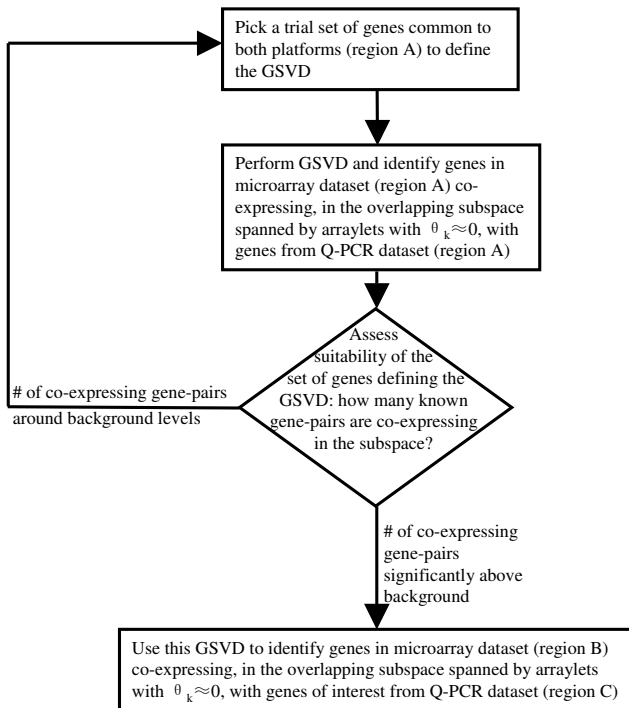 Pick a trial set of genes common to
both platforms (region A) to define
the GSVD
Perform GSVD and identify genes in
microarray dataset (region A) co-
expressing, in the overlapping subspace
spanned by arraylets with θ k≈0, with
genes from Q-PCR dataset (region A)
Assess
suitability of the
set of genes defining the
GSVD: how many known
gene-pairs are co-expressing
in the subspace?
# of co-expressing gene-pairs
around background levels
# of co-expressing
gene-pairs
significantly above
background
Use this GSVD to identify genes in microarray dataset (region B)
co-expressing, in the overlapping subspace spanned by arraylets
with θ k≈0, with genes of interest from Q-PCR dataset (region C)